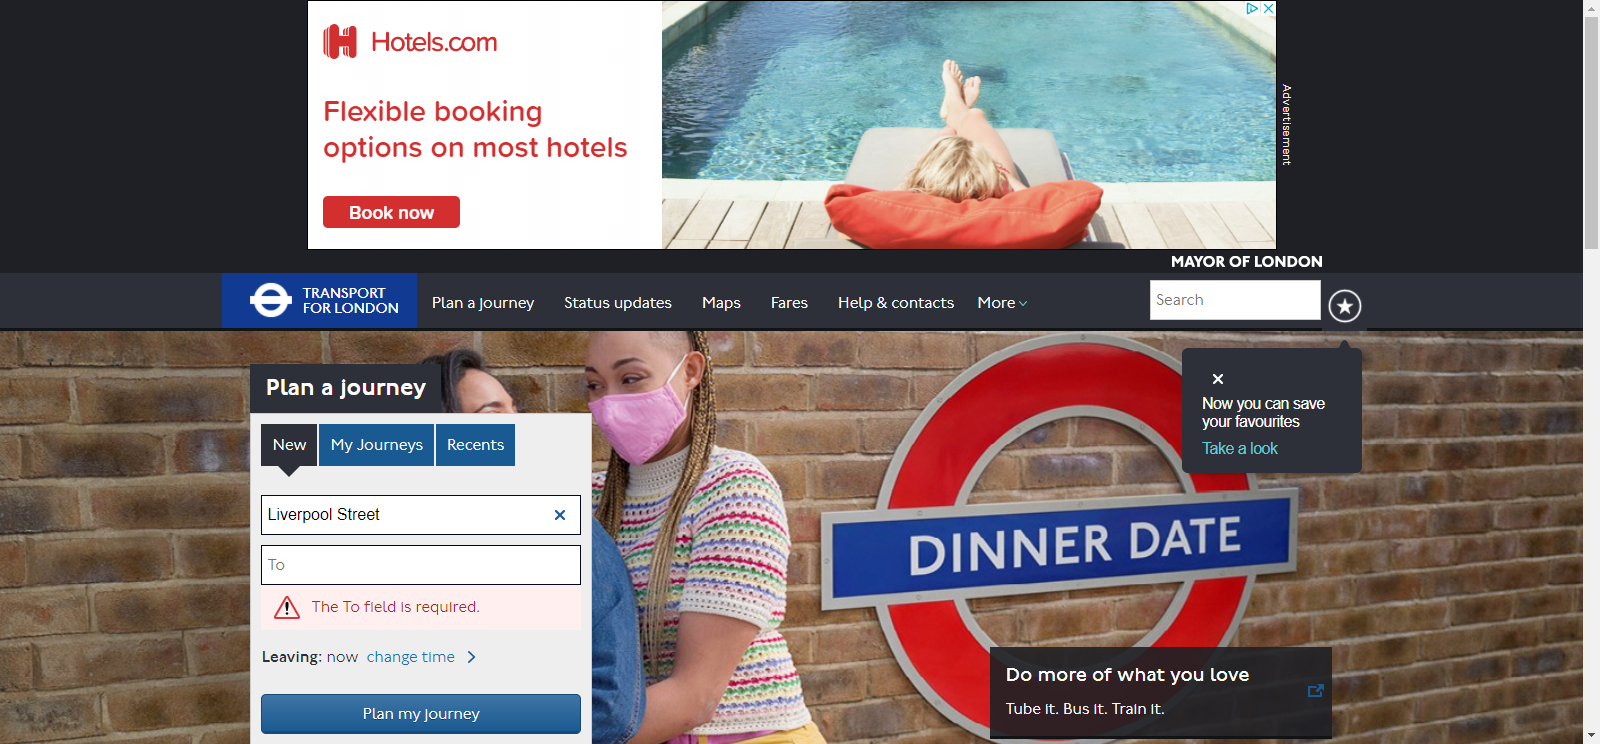 Hotels.com
Flexible booking
options on most hotels
Book now
Advertisement
MAYOR OF LONDON
TRANSPORT
FOR LONDON
Plan a journey
Status updates
Maps
Fares
Help & contacts
More
Search
Now you can save
your favourites
Take a look
Plan a journey
New
My Journeys
Recents
Liverpool Street
To
The To field is required.
Leaving: now change time
Plan my journey
DINNER DATE
Do more of what you love
Tube it. Bus it. Train it.